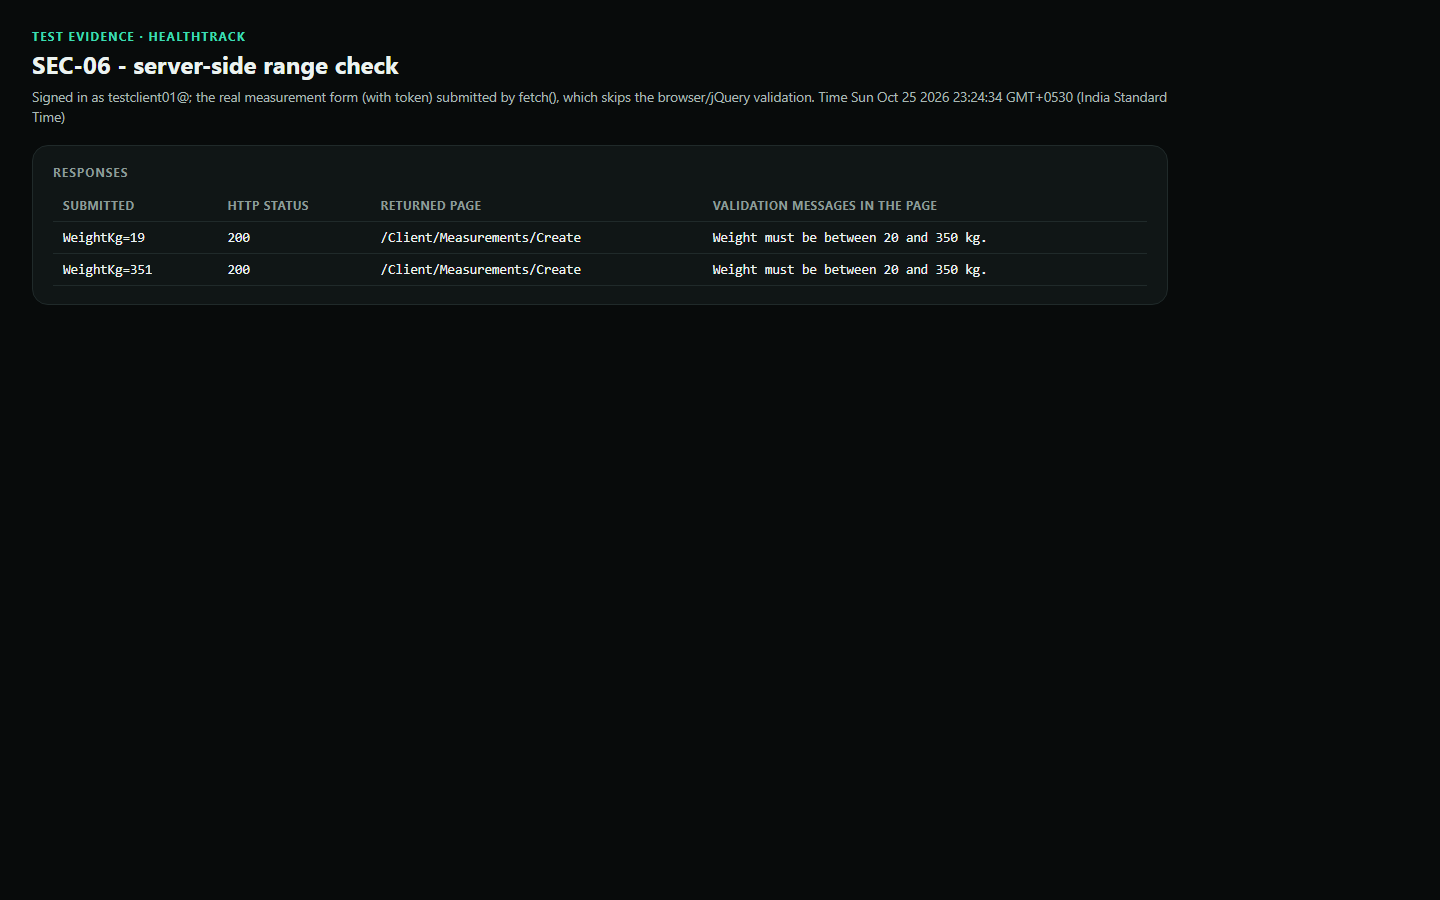 TEST EVIDENCE · HEALTHTRACK
SEC-06 - server-side range check
Signed in as testclient01@; the real measurement form (with token) submitted by fetch(), which skips the browser/jQuery validation. Time Sun Oct 25 2026 23:24:34 GMT+0530 (India Standard
Time)
RESPONSES
SUBMITTED HTTP STATUS RETURNED PAGE VALIDATION MESSAGES IN THE PAGE
WeightKg=19 200 /Client/Measurements/Create Weight must be between 20 and 350 kg.
WeightKg=351 200 /Client/Measurements/Create Weight must be between 20 and 350 kg.